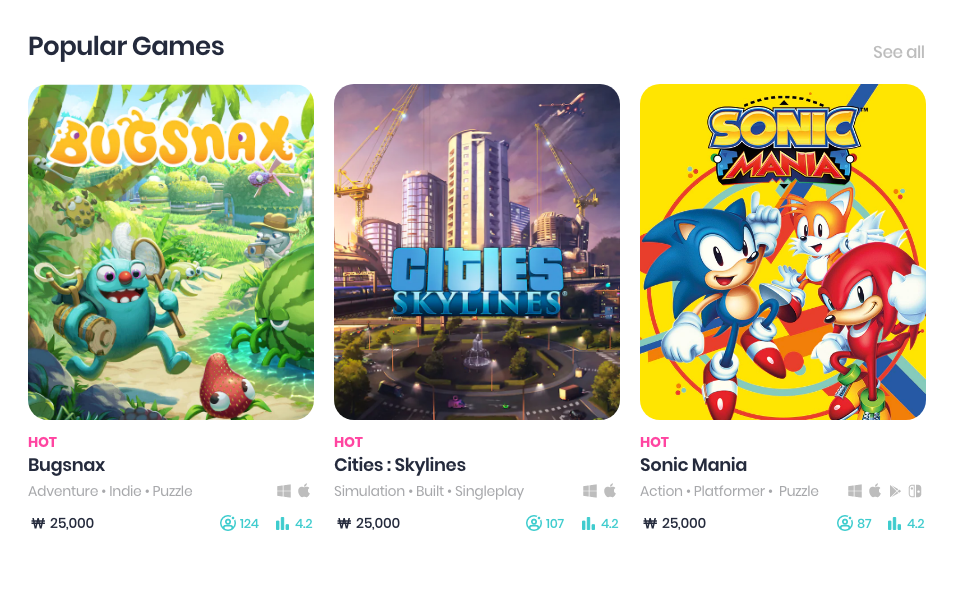 Popular Games
See all
BUGSNAX
CITIES
SKYLINES
SONIC
MANIA
TM
HOT
Bugsnax
Adventure • Indie • Puzzle
₩ 25,000
124
4.2
HOT
Cities : Skylines
Simulation • Built • Singleplay
₩ 25,000
107
4.2
HOT
Sonic Mania
Action • Platformer • Puzzle
₩ 25,000
87
4.2